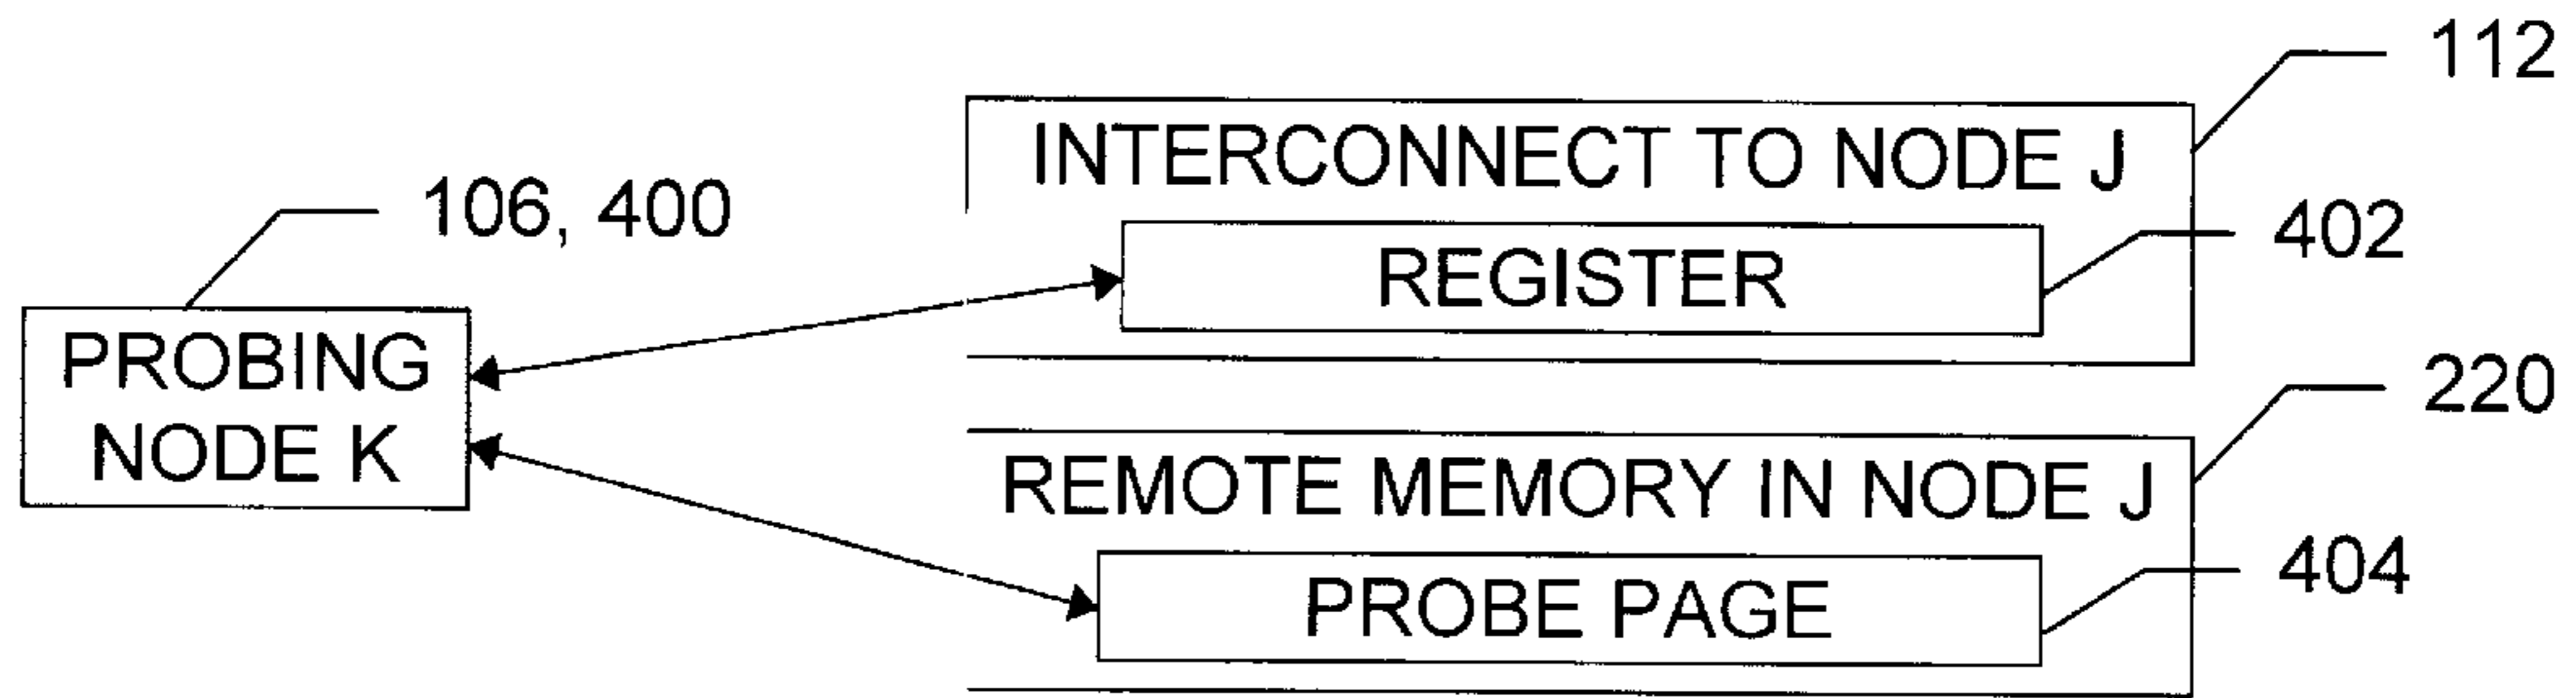 112
INTERCONNECT TO NODE J
106, 400
REGISTER
402
PROBING
NODE K
220
REMOTE MEMORY IN NODE J
PROBE PAGE
404